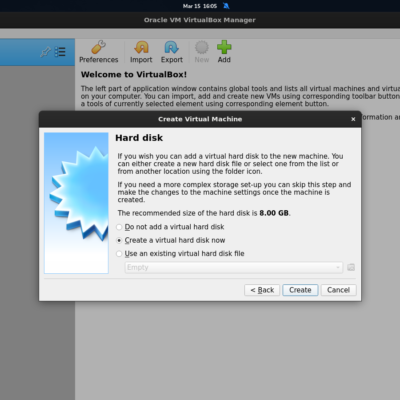 Mar 15 16:05
Oracle VM VirtualBox Manager
Preferences Import Export New Add
Welcome to VirtualBox!
The left part of application window contains global tools and lists all virtual machines and
on your computer. You can import, add and create new VMs using corresponding toolbar
a tools of currently selected element using corresponding element button.
Create Virtual Machine
Hard disk
If you wish you can add a virtual hard disk to the new machine. You
can either create a new hard disk file or select one from the list or
from another location using the folder icon.
If you need a more complex storage set-up you can skip this step and
make the changes to the machine settings once the machine is
created.
The recommended size of the hard disk is 8.00 GB.
Do not add a virtual hard disk
Create a virtual hard disk now
Use an existing virtual hard disk file
Empty
< Back Create Cancel